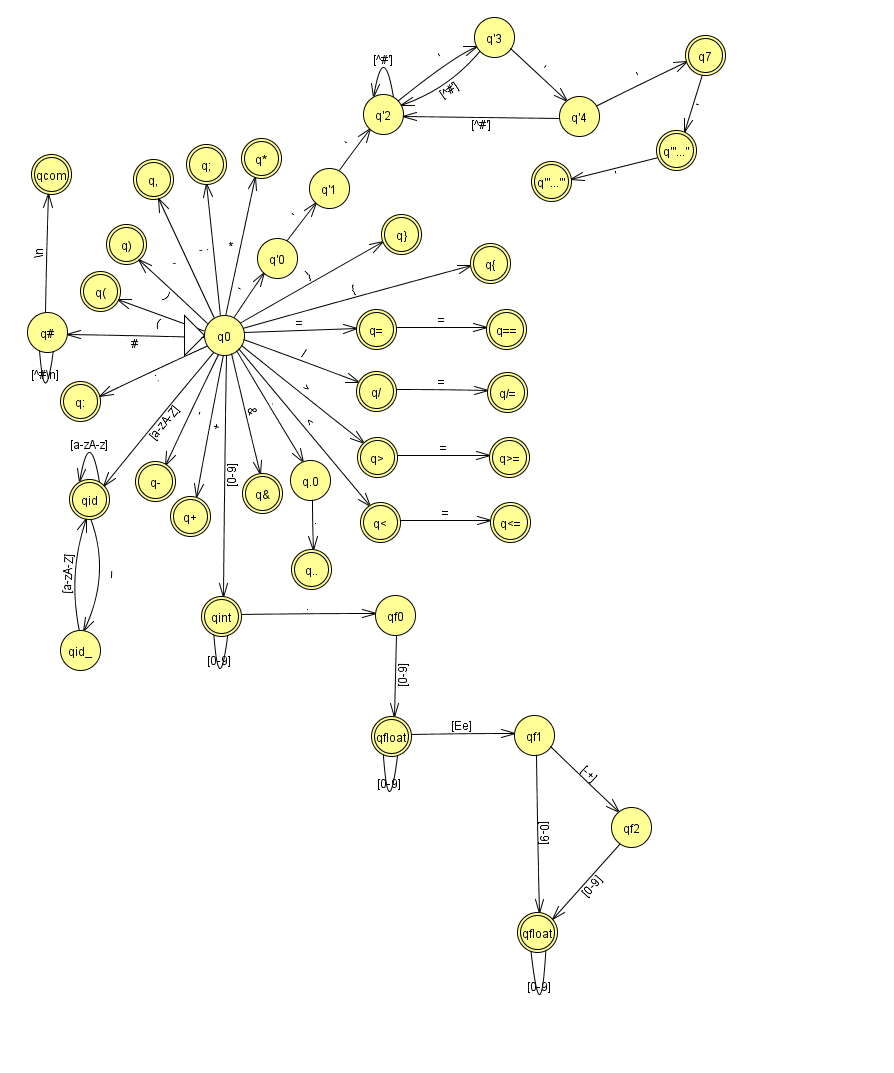 q'3
[^#']
'
q7
'
'
[^#']
'
q'2
q'4
[^#']
'
q'''...''
q'''...'''
'
q*
q;
q,
qcom
'
q'1
'
q}
q)
*
;
,
q'0
}
q{
\n
)
'
{
q(
(
q#
#
q0
=
q=
=
q==
[^#\n]
:
/
q/
=
q/=
q:
[a-zA-Z]
-
+
&
.
>
<
[a-zA-z]
q>
=
q>=
qid
q-
[0-9]
q.0
q&
q+
q<
=
q<=
.
[a-zA-Z]
_
q..
qint
.
qf0
qid_
[0-9]
[0-9]
qfloat
[Ee]
qf1
[0-9]
[-+]
[0-9]
qf2
[0-9]
qfloat
[0-9]